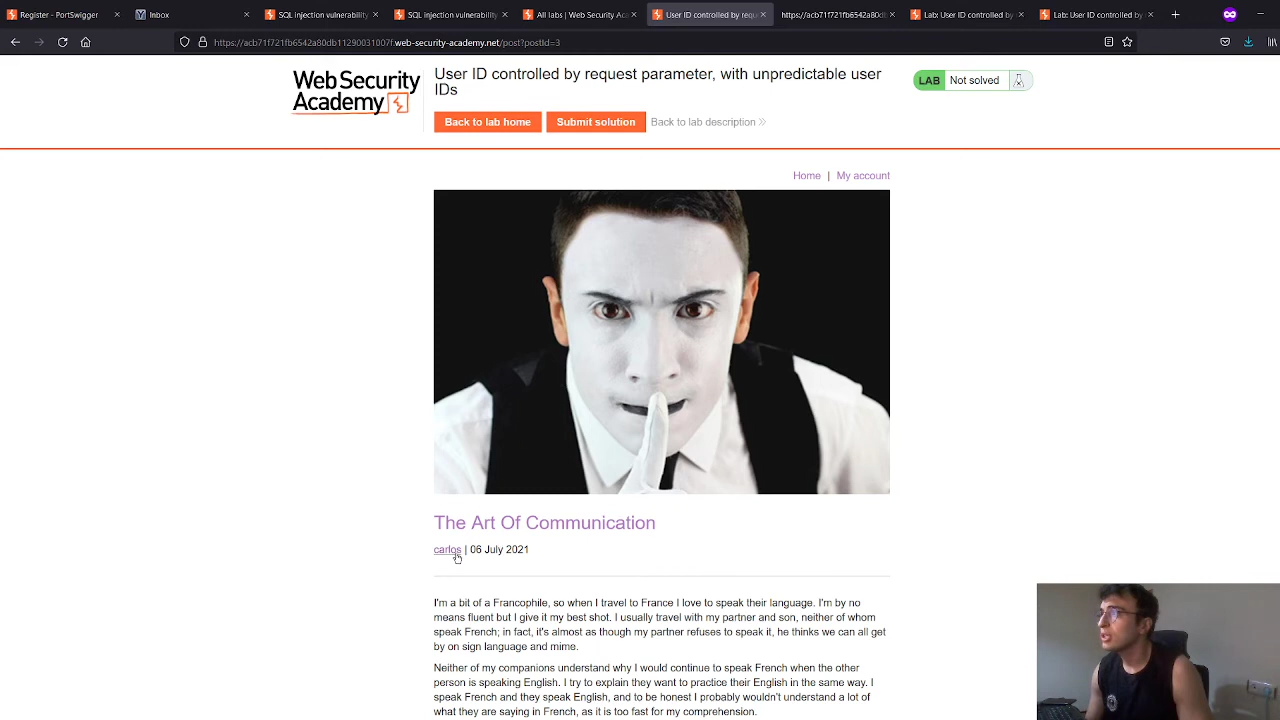 Register - PortSwigger
Inbox
SQL injection vulnerability
SQL injection vulnerability
All labs | Web Security Ac
User ID controlled by requ
https://acb71f721fb6542a80db
Lab: User ID controlled by
Lab: User ID controlled by
https://acb71f721fb6542a80db11290031007f.web-security-academy.net/post?postId=3
Web Security
Academy
User ID controlled by request parameter, with unpredictable user
IDs
LAB Not solved
Back to lab home Submit solution Back to lab description
Home | My account
The Art Of Communication
carlos | 06 July 2021
I'm a bit of a Francophile, so when I travel to France I love to speak their language. I'm by no
means fluent but I give it my best shot. I usually travel with my partner and son, neither of whom
speak French; in fact, it's almost as though my partner refuses to speak it, he thinks we can all get
by on sign language and mime.
Neither of my companions understand why I would continue to speak French when the other
person is speaking English. I try to explain they want to practice their English in the same way. I
speak French and they speak English, and to be honest I probably wouldn't understand a lot of
what they are saying in French, as it is too fast for my comprehension.